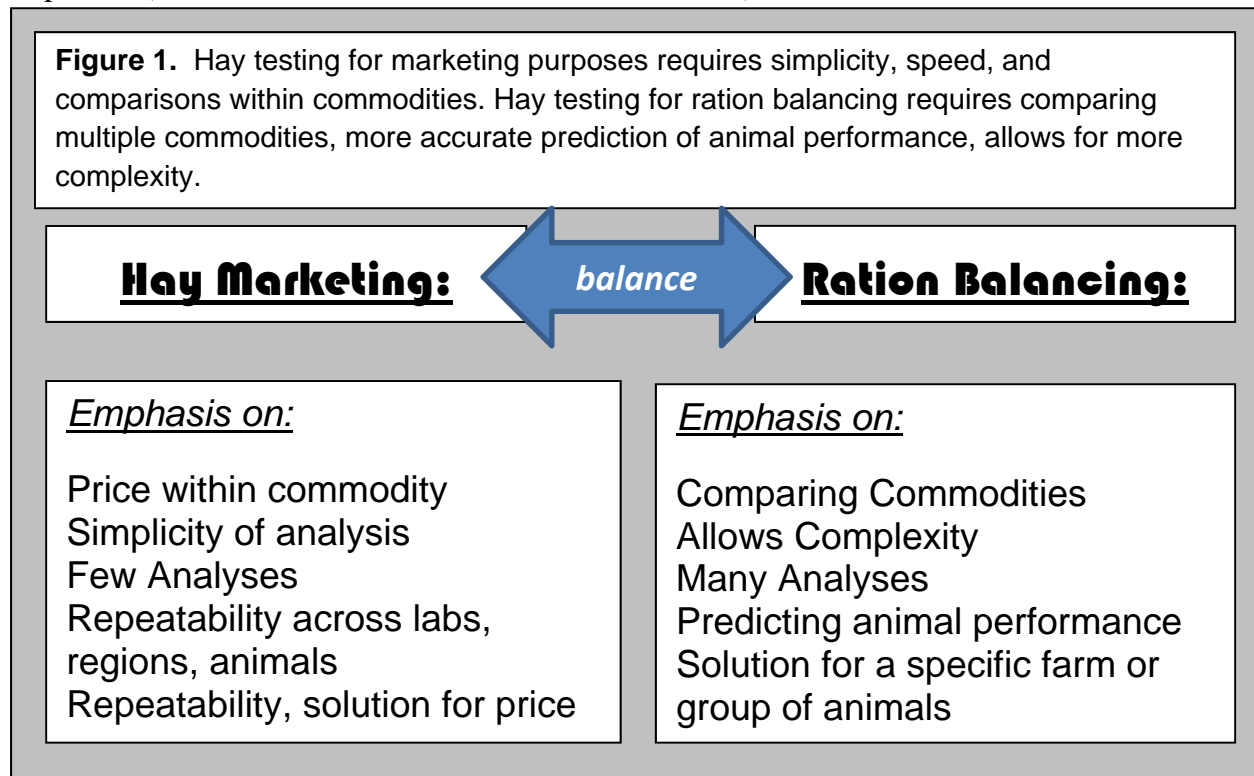 Figure 1. Hay testing for marketing purposes requires simplicity, speed, and
comparisons within commodities. Hay testing for ration balancing requires comparing
multiple commodities, more accurate prediction of animal performance, allows for more
complexity.
Hay Marketing:
balance
Ration Balancing:
Emphasis on:
Price within commodity
Simplicity of analysis
Few Analyses
Repeatability across labs,
regions, animals
Repeatability, solution for price
Emphasis on:
Comparing Commodities
Allows Complexity
Many Analyses
Predicting animal performance
Solution for a specific farm or
group of animals